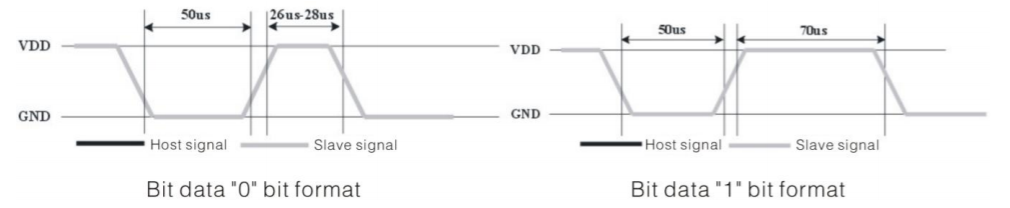 50us 26us-28us
VDD
GND
Host signal Slave signal
Bit data "0" bit format
50us 70us
VDD
GND
Host signal Slave signal
Bit data "1" bit format